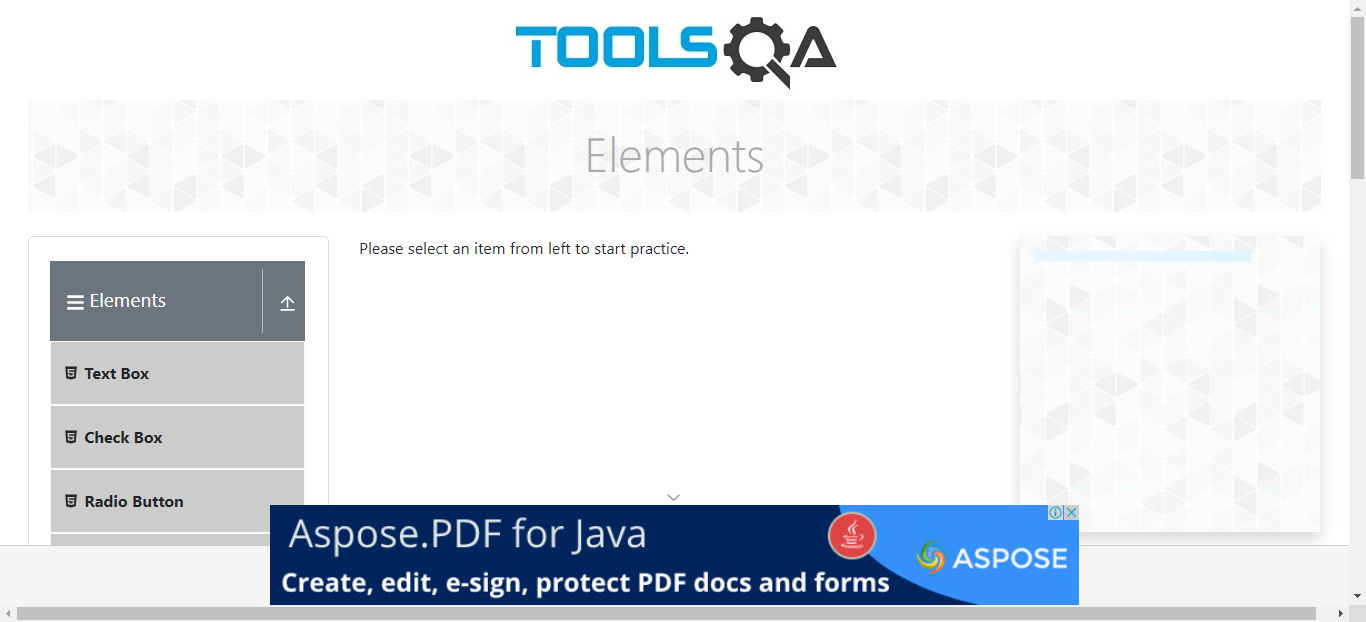 TOOLSQA
Elements
Please select an item from left to start practice.
Elements
Text Box
Check Box
Radio Button
Aspose.PDF for Java
Create, edit, e-sign, protect PDF docs and forms
ASPOSE